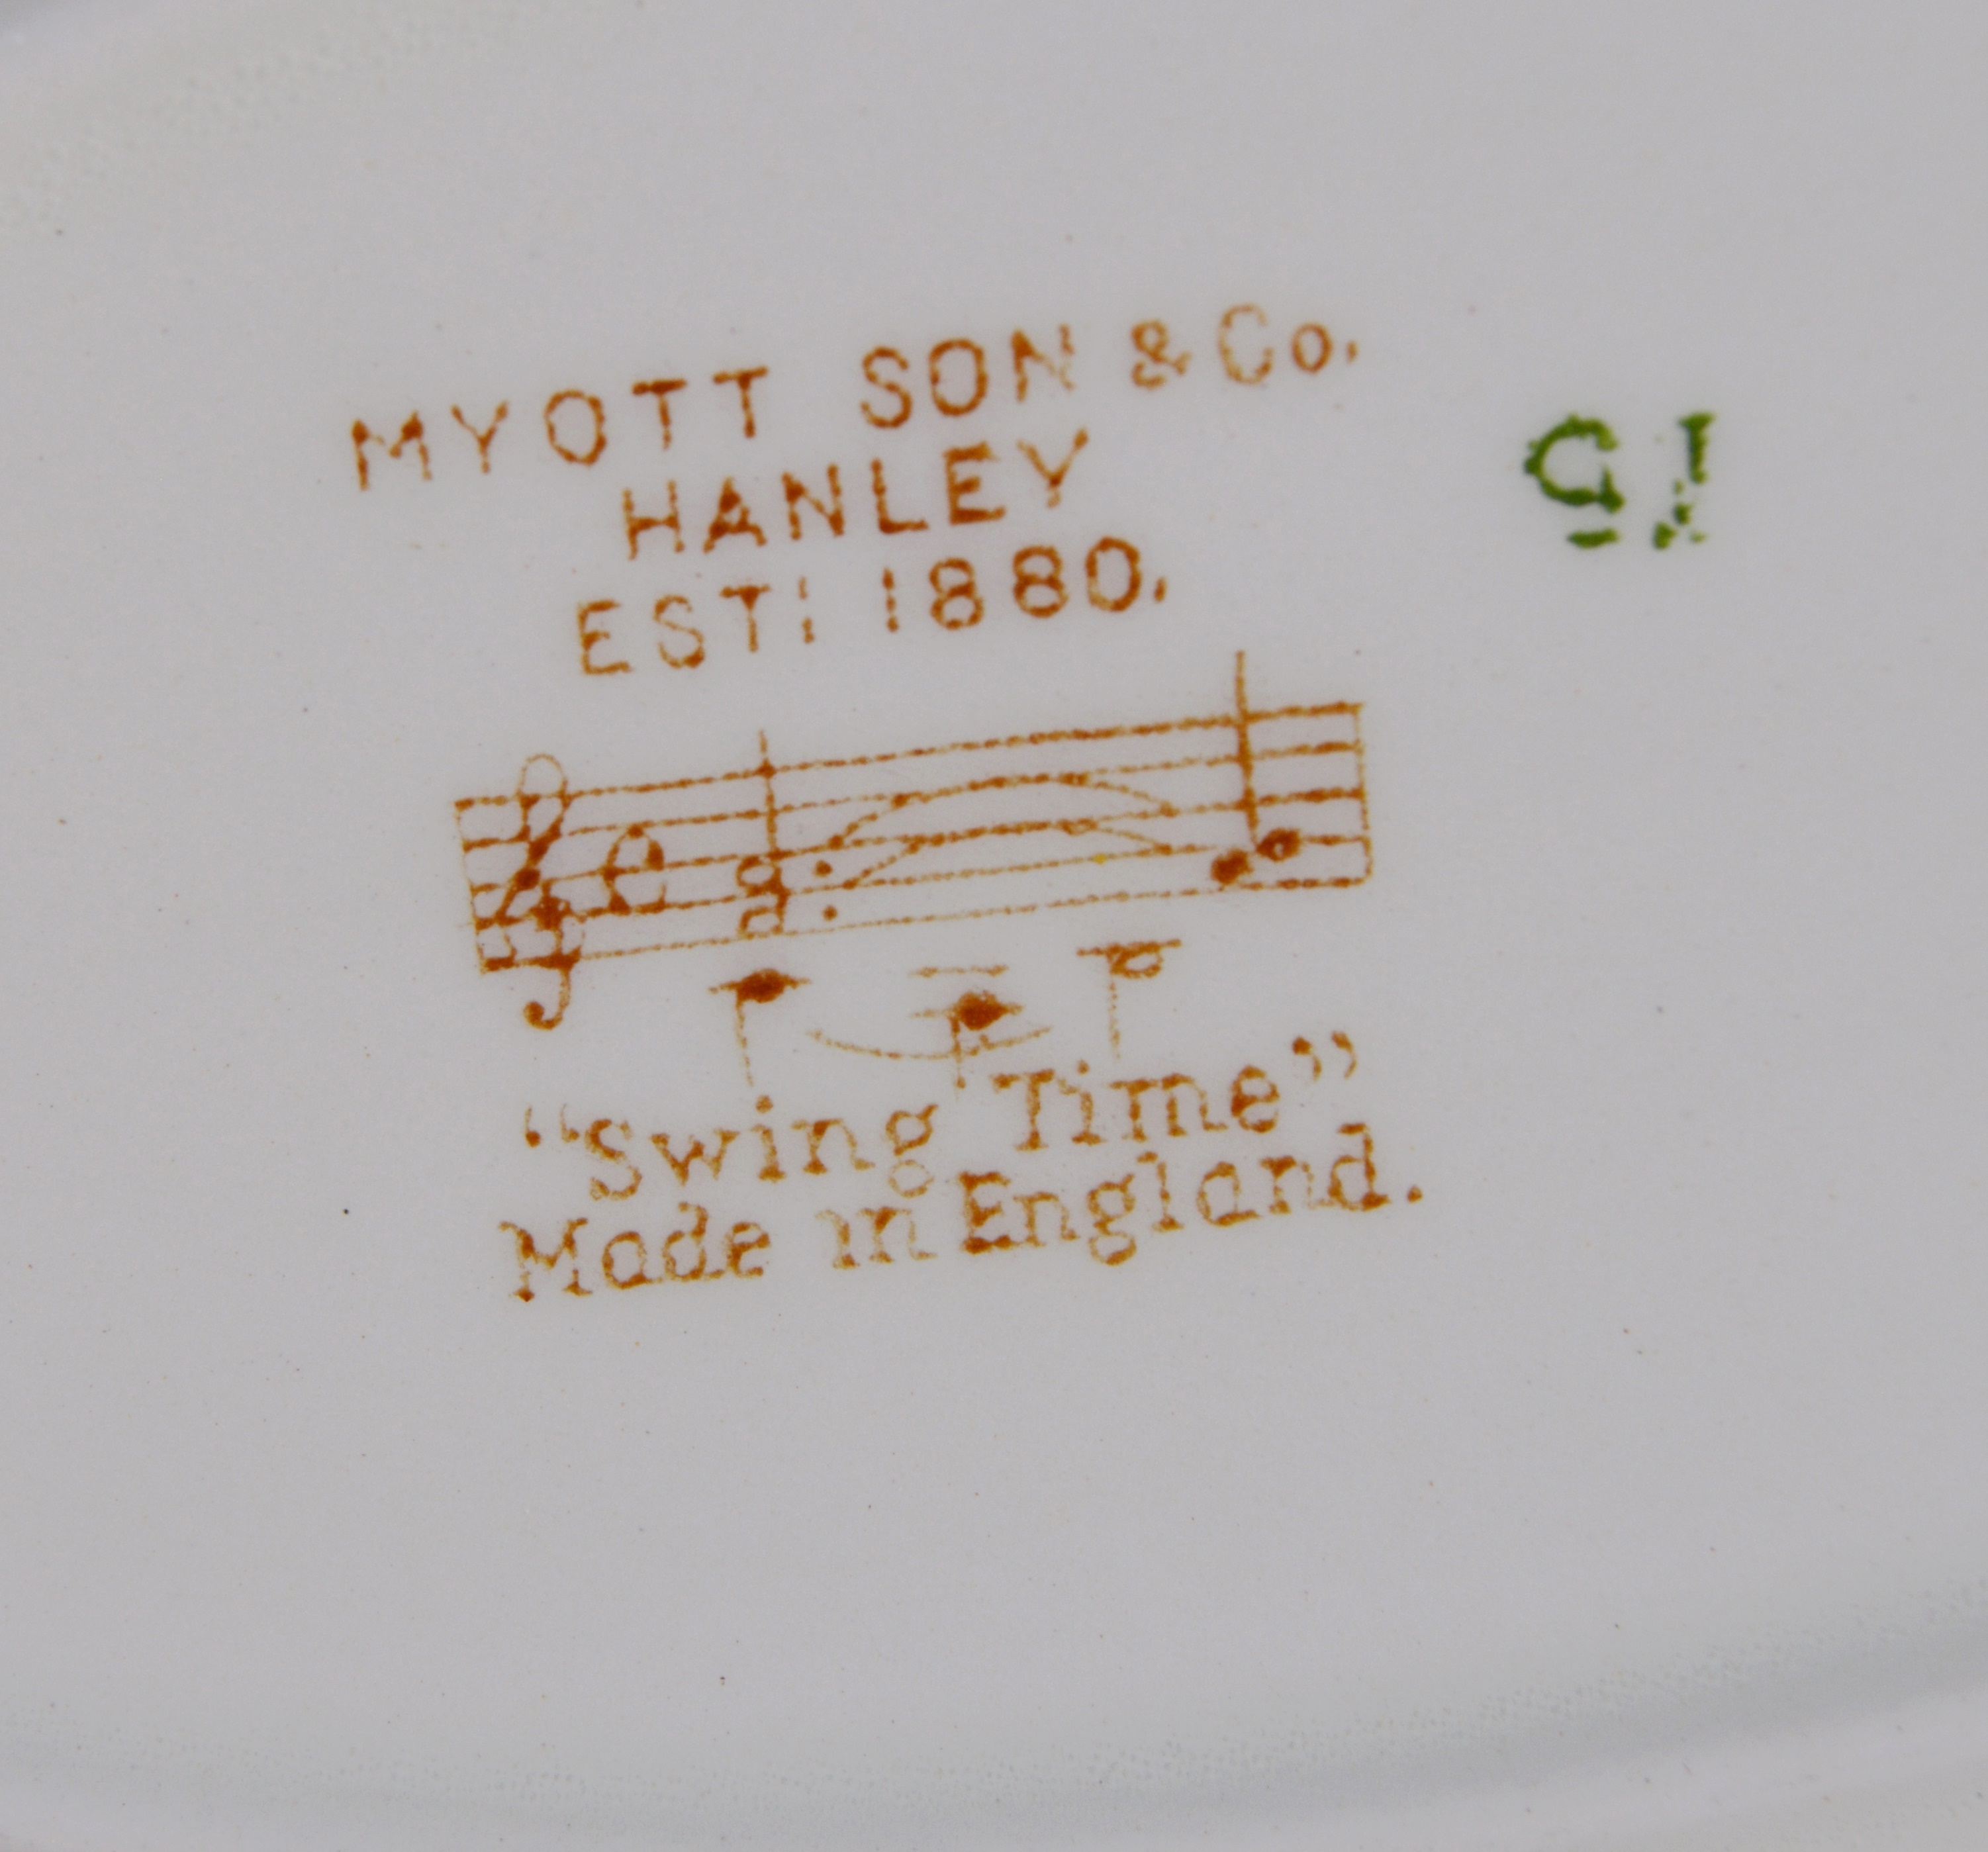 MYOTT SON & Co.
HANLEY
EST! 1880.
“Swing Time”
Made in England.